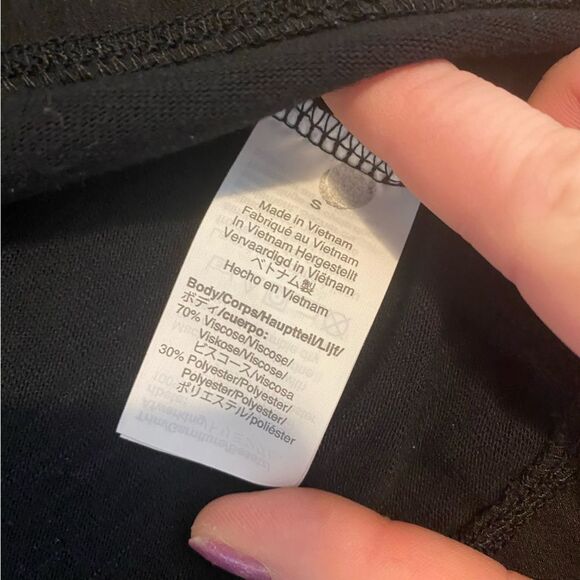 S
Made in Vietnam
Fabriqué au Vietnam
In Vietnam Hergestellt
Vervaardigd in Viëtnam
ベトナム製
Hecho en Vietnam
Body/Corps/Hauptteil/Lijf/
ボディ/cuerpo:
70% Viscose/Viscose/
Viskose/Viscose/
ビスコース/viscosa
30% Polyester/Polyester/
Polyester/Polyester/
ポリエステル/poliéster